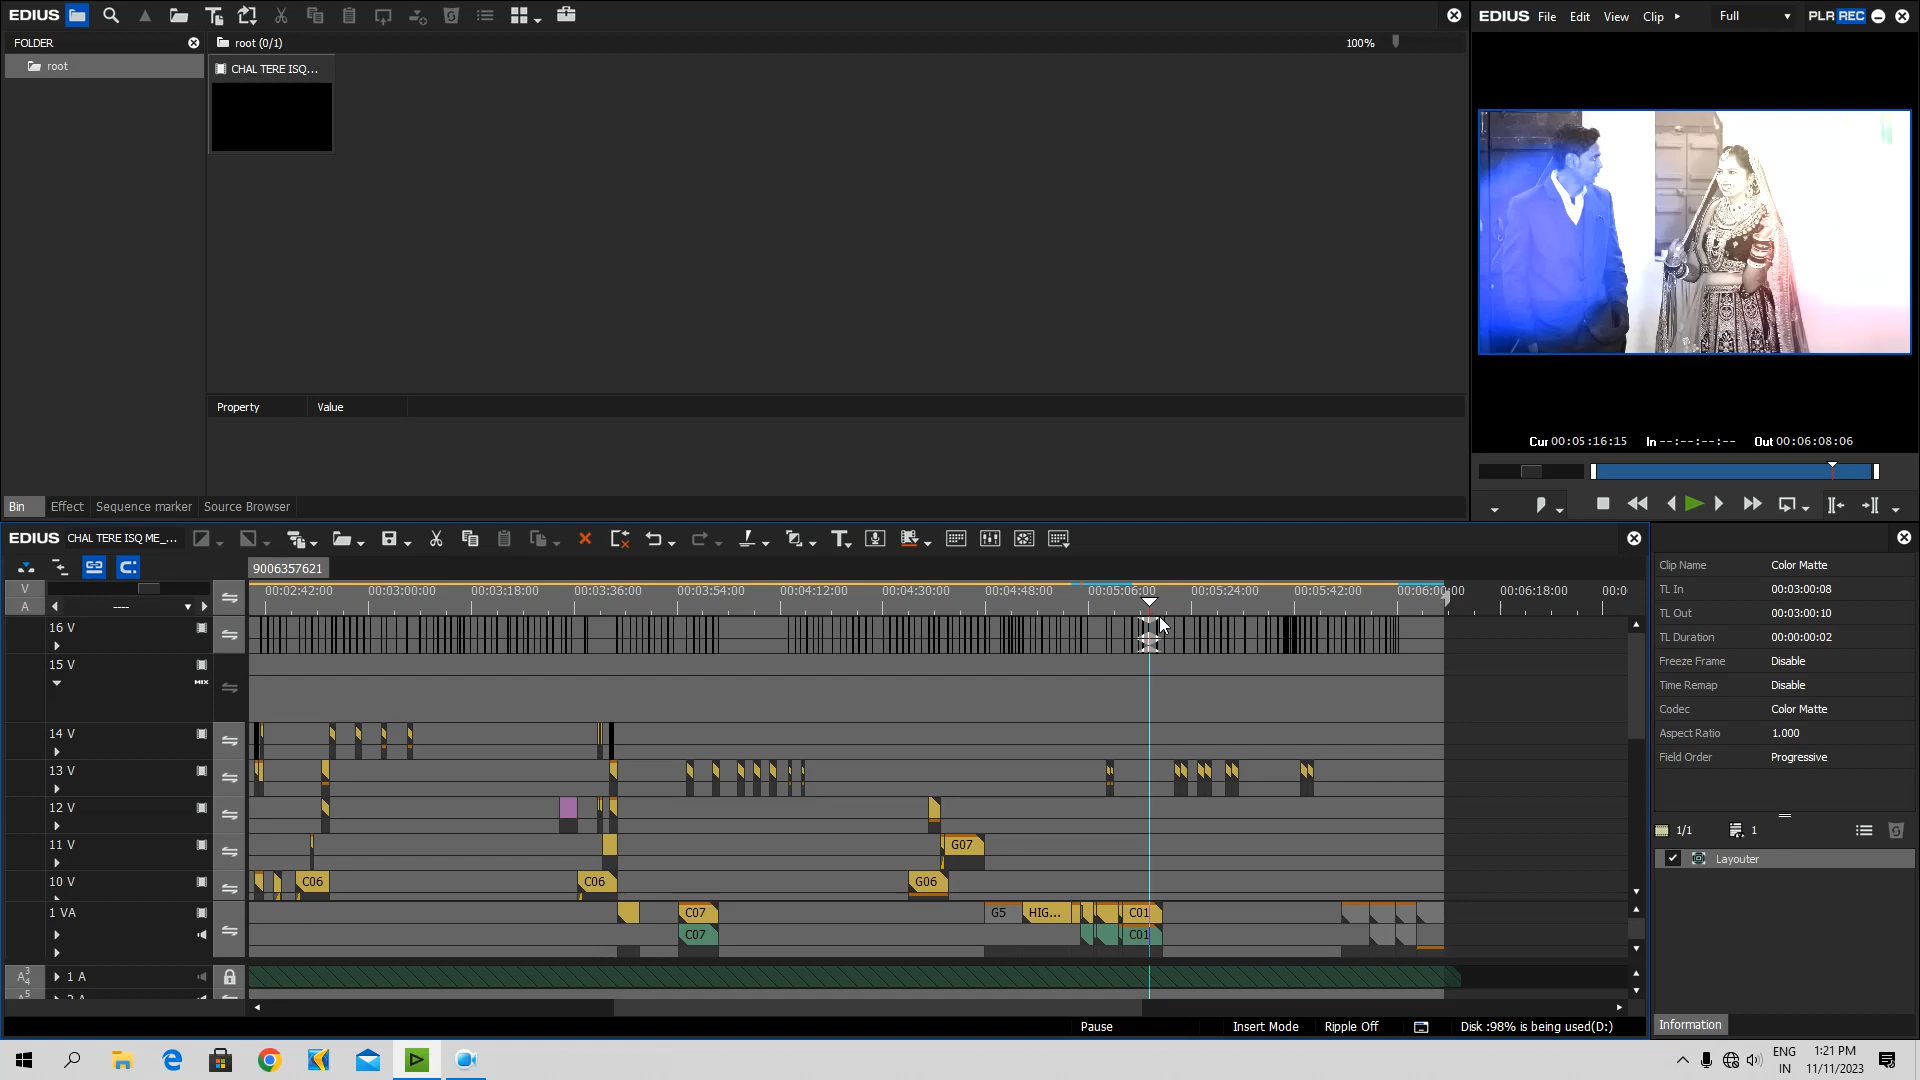 EDIUS
EDIUS File Edit View Clip Full PLR REC
FOLDER
root (0/1)
100%
root
CHAL TERE ISQ...
Property Value
Cur 00:05:16:15 In --:--:--:-- Out 00:06:08:06
Bin Effect Sequence marker Source Browser
EDIUS CHAL TERE ISQ ME_...
9006357621
V
A ----
00:02:42:00 00:03:00:00 00:03:18:00 00:03:36:00 00:03:54:00 00:04:12:00 00:04:30:00 00:04:48:00 00:05:06:00 00:05:24:00 00:05:42:00 00:06:00:00 00:06:18:00 00:0
16 V
15 V
MIX
14 V
13 V
12 V
11 V G07
10 V C06 C06 G06
1 VA C07 G5 HIG... C01
C07 C01
A3
A4 1 A
A5 2 A
Clip Name Color Matte
TL In 00:03:00:08
TL Out 00:03:00:10
TL Duration 00:00:00:02
Freeze Frame Disable
Time Remap Disable
Codec Color Matte
Aspect Ratio 1.000
Field Order Progressive
1/1 1
Layouter
Information
Pause Insert Mode Ripple Off Disk :98% is being used(D:)
ENG
IN
1:21 PM
11/11/2023